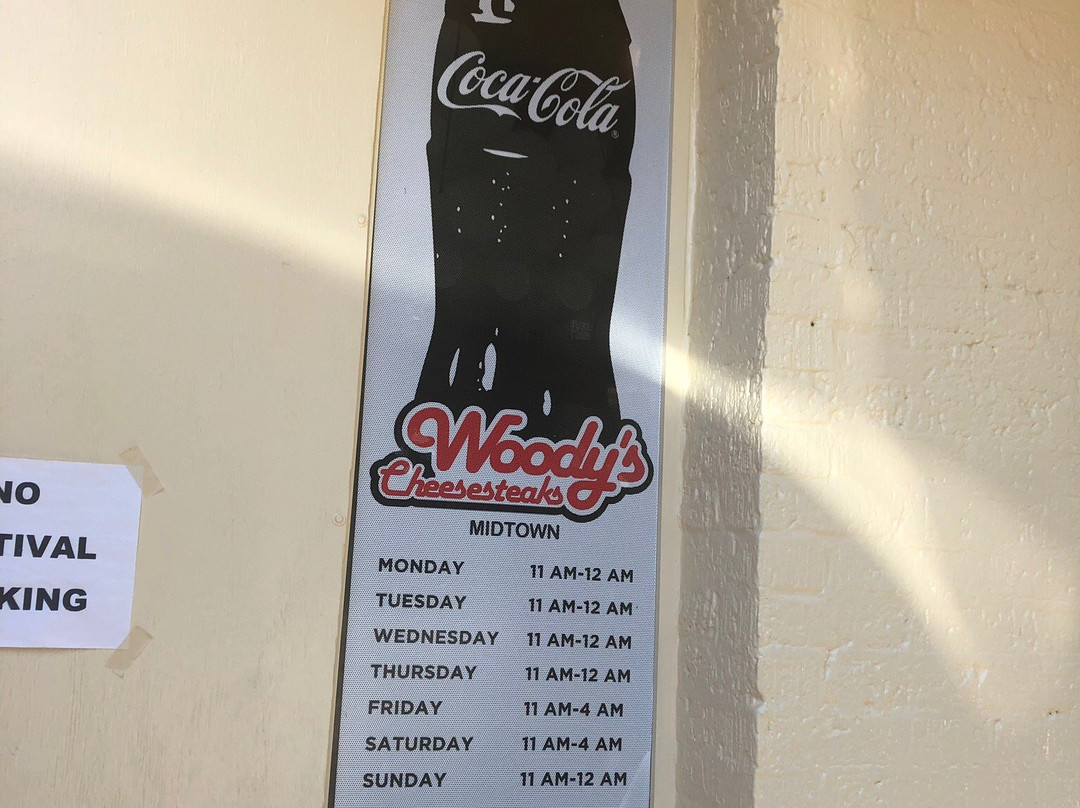 Coca-Cola
Woody's
Cheesesteaks
MIDTOWN
MONDAY 11 AM-12 AM
TUESDAY 11 AM-12 AM
WEDNESDAY 11 AM-12 AM
THURSDAY 11 AM-12 AM
FRIDAY 11 AM-4 AM
SATURDAY 11 AM-4 AM
SUNDAY 11 AM-12 AM
NO
TIVAL
KING